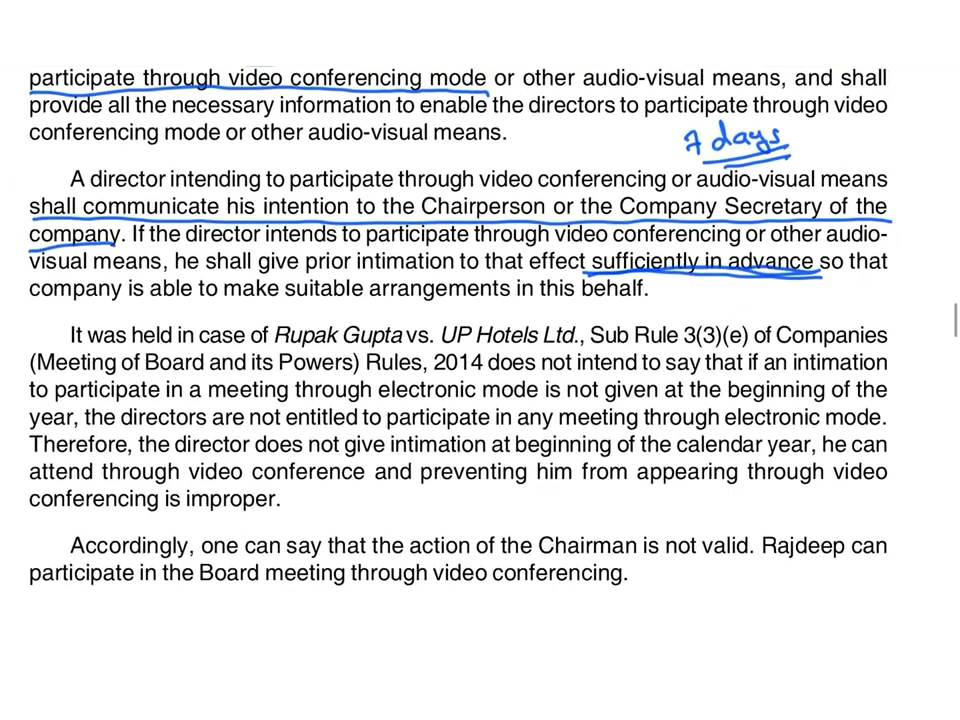 participate through video conferencing mode or other audio-visual means, and shall
provide all the necessary information to enable the directors to participate through video
conferencing mode or other audio-visual means.
7 days
A director intending to participate through video conferencing or audio-visual means
shall communicate his intention to the Chairperson or the Company Secretary of the
company. If the director intends to participate through video conferencing or other audio-
visual means, he shall give prior intimation to that effect sufficiently in advance so that
company is able to make suitable arrangements in this behalf.
It was held in case of Rupak Gupta vs. UP Hotels Ltd., Sub Rule 3(3)(e) of Companies
(Meeting of Board and its Powers) Rules, 2014 does not intend to say that if an intimation
to participate in a meeting through electronic mode is not given at the beginning of the
year, the directors are not entitled to participate in any meeting through electronic mode.
Therefore, the director does not give intimation at beginning of the calendar year, he can
attend through video conference and preventing him from appearing through video
conferencing is improper.
Accordingly, one can say that the action of the Chairman is not valid. Rajdeep can
participate in the Board meeting through video conferencing.